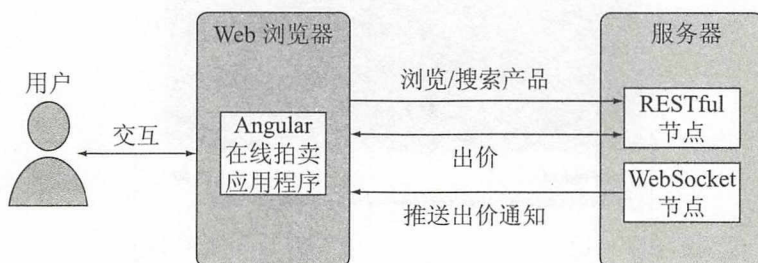 用户
交互
Web 浏览器
Angular
在线拍卖
应用程序
浏览/搜索产品
出价
推送出价通知
服务器
RESTful
节点
WebSocket
节点